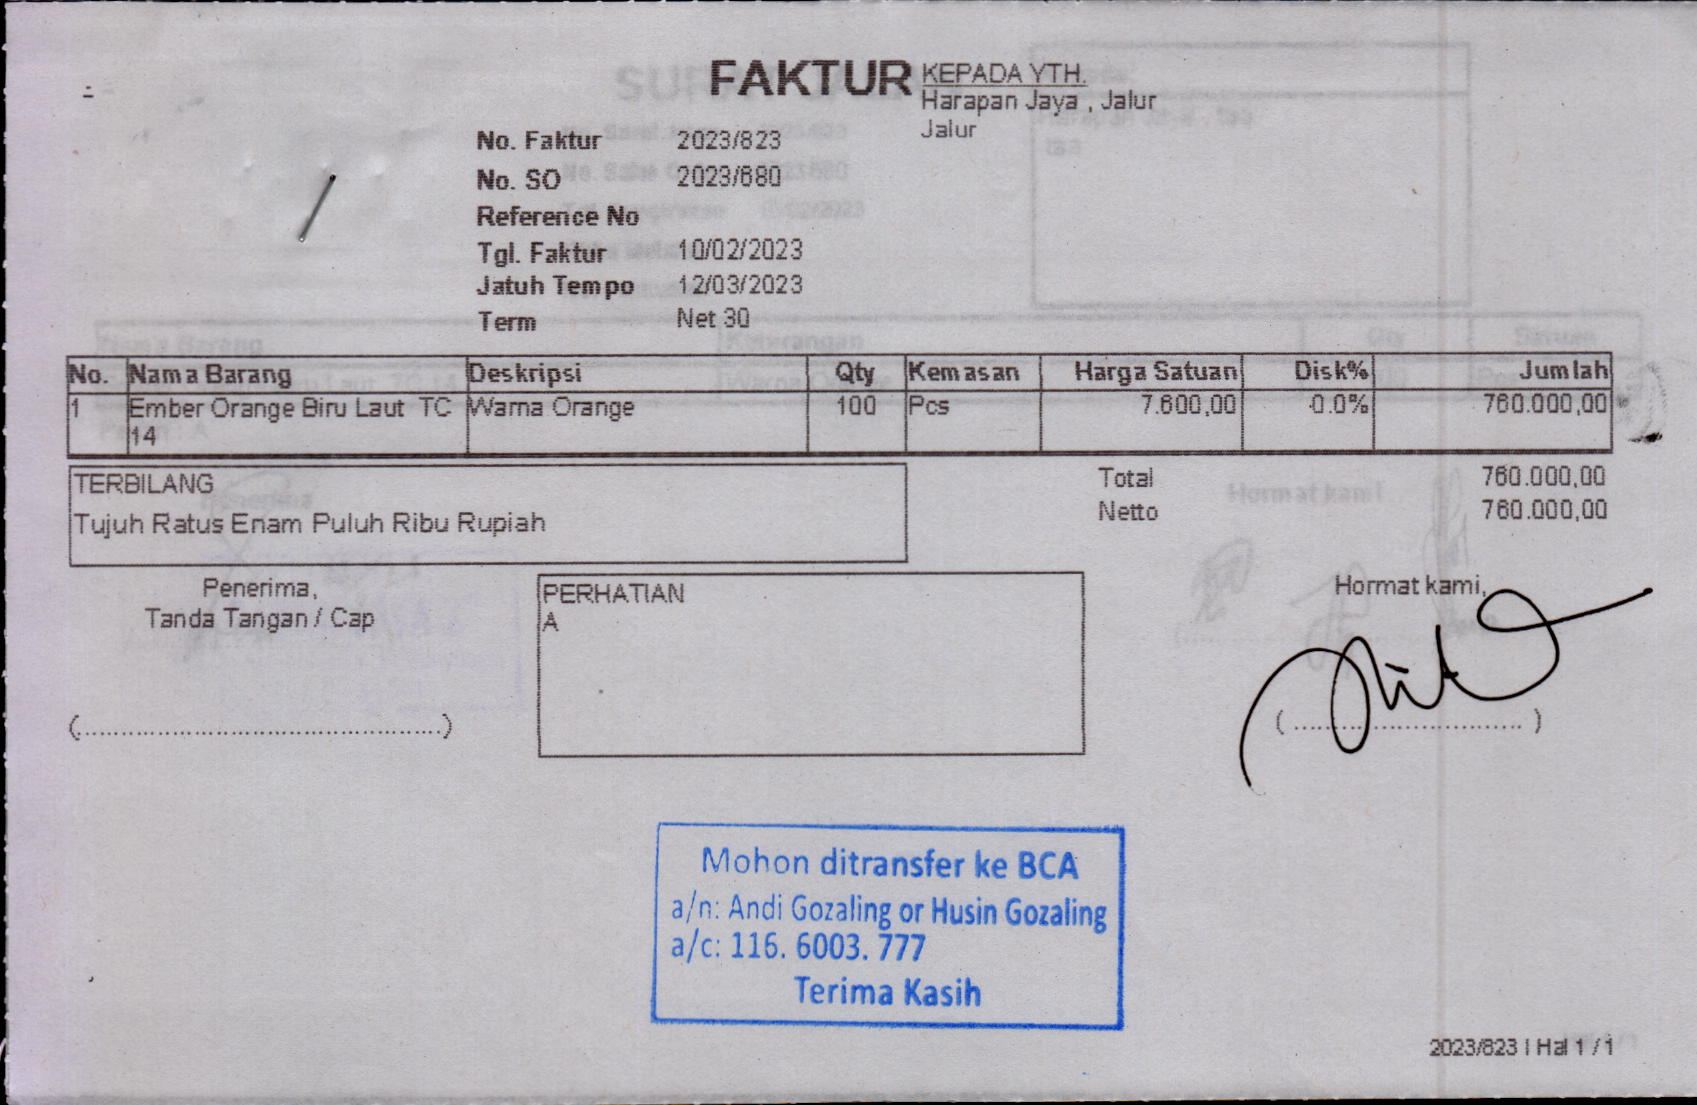 FAKTUR
KEPADA YTH.
Harapan Jaya , Jalur
Jalur
No. Faktur 2023/823
No. SO 2023/680
Reference No
Tgl. Faktur 10/02/2023
Jatuh Tempo 12/03/2023
Term Net 30
No. Nama Barang Deskripsi Qty Kemasan Harga Satuan Disk% Jumlah
1 Ember Orange Biru Laut TC Warna Orange 100 Pcs 7.600,00 0.0% 760.000,00
14
TERBILANG
Tujuh Ratus Enam Puluh Ribu Rupiah
Total 760.000,00
Netto 760.000,00
Penerima,
Tanda Tangan / Cap
(............................................)
PERHATIAN
A
Hormat kami,
( ............................ )
Mohon ditransfer ke BCA
a/n: Andi Gozaling or Husin Gozaling
a/c: 116. 6003. 777
Terima Kasih
2023/823 | Hal 1 / 1